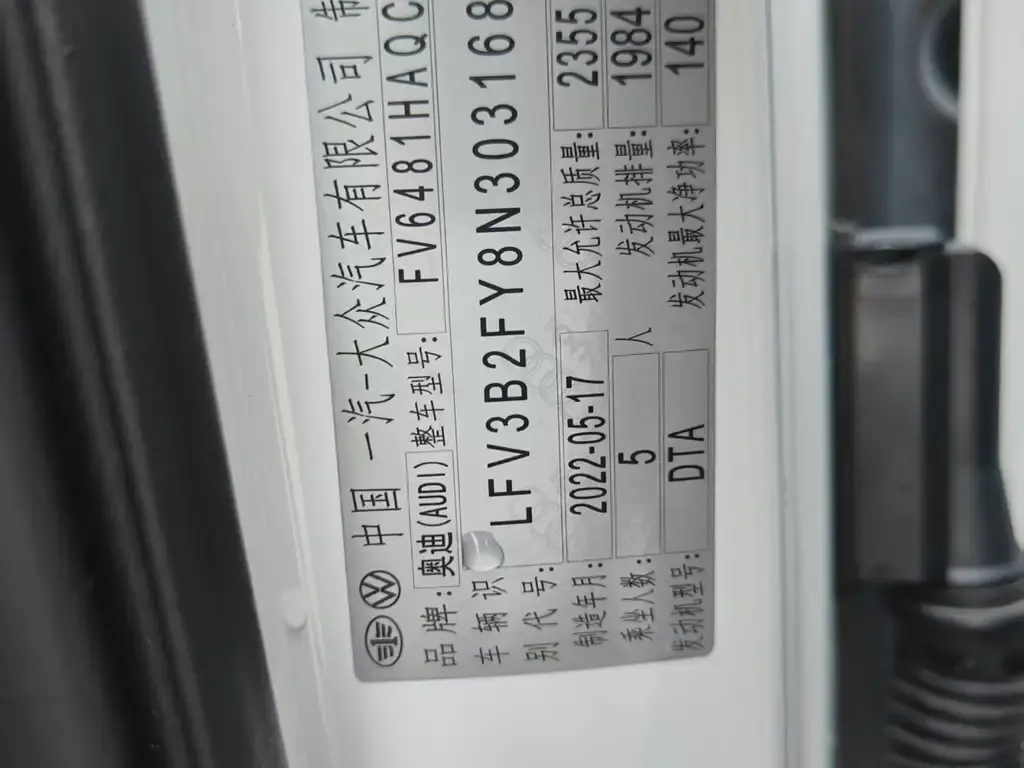 中国 一汽-大众汽车有限公司 制
品牌: 奥迪(AUDI) 整车型号: FV6481HAQC
车辆识别代号: LFV3B2FY8N303168
制造年月: 2022-05-17 最大允许总质量: 2355
乘坐人数: 5 人 发动机排量: 1984
发动机型号: DTA 发动机最大净功率: 140